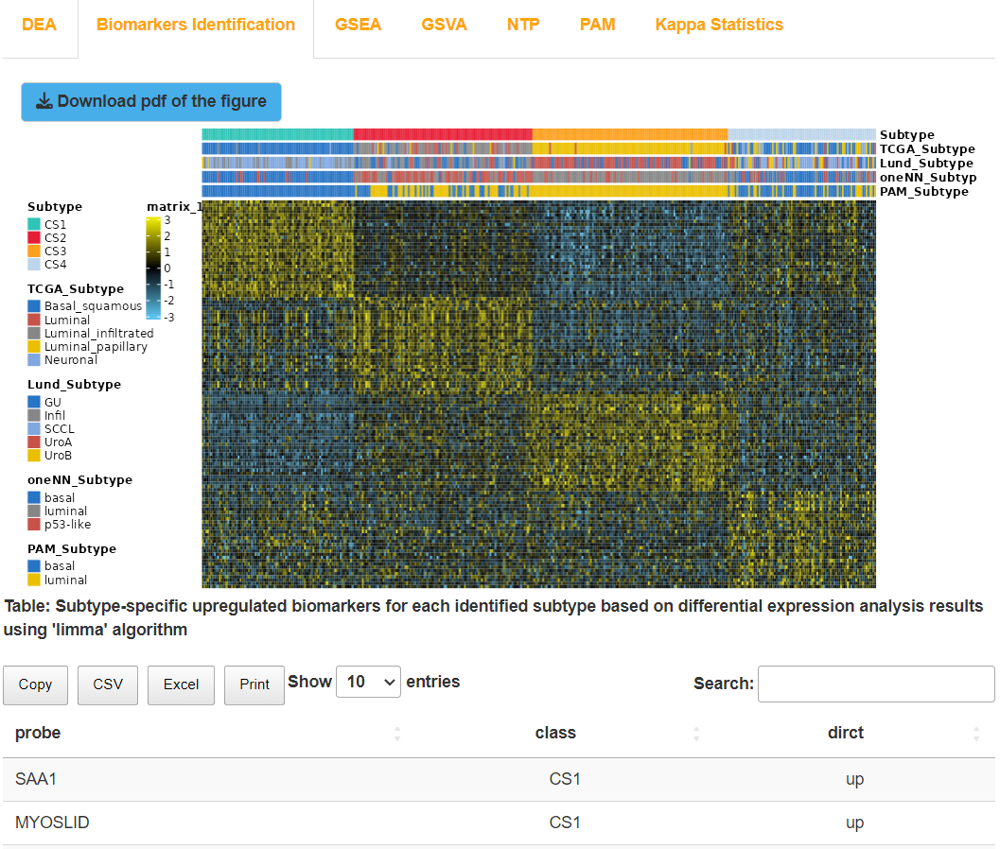 DEA Biomarkers Identification GSEA GSVA NTP PAM Kappa Statistics
Download pdf of the figure
Subtype
TCGA_Subtype
Lund_Subtype
oneNN_Subtyp
PAM_Subtype
Subtype
CS1
CS2
CS3
CS4
matrix_1
3
2
1
0
-1
-2
-3
TCGA_Subtype
Basal_squamous
Luminal
Luminal_infiltrated
Luminal_papillary
Neuronal
Lund_Subtype
GU
Infil
SCCL
UroA
UroB
oneNN_Subtype
basal
luminal
p53-like
PAM_Subtype
basal
luminal
Table: Subtype-specific upregulated biomarkers for each identified subtype based on differential expression analysis results
using 'limma' algorithm
Copy CSV Excel Print Show 10 entries Search:
probe class dirct
SAA1 CS1 up
MYOSLID CS1 up